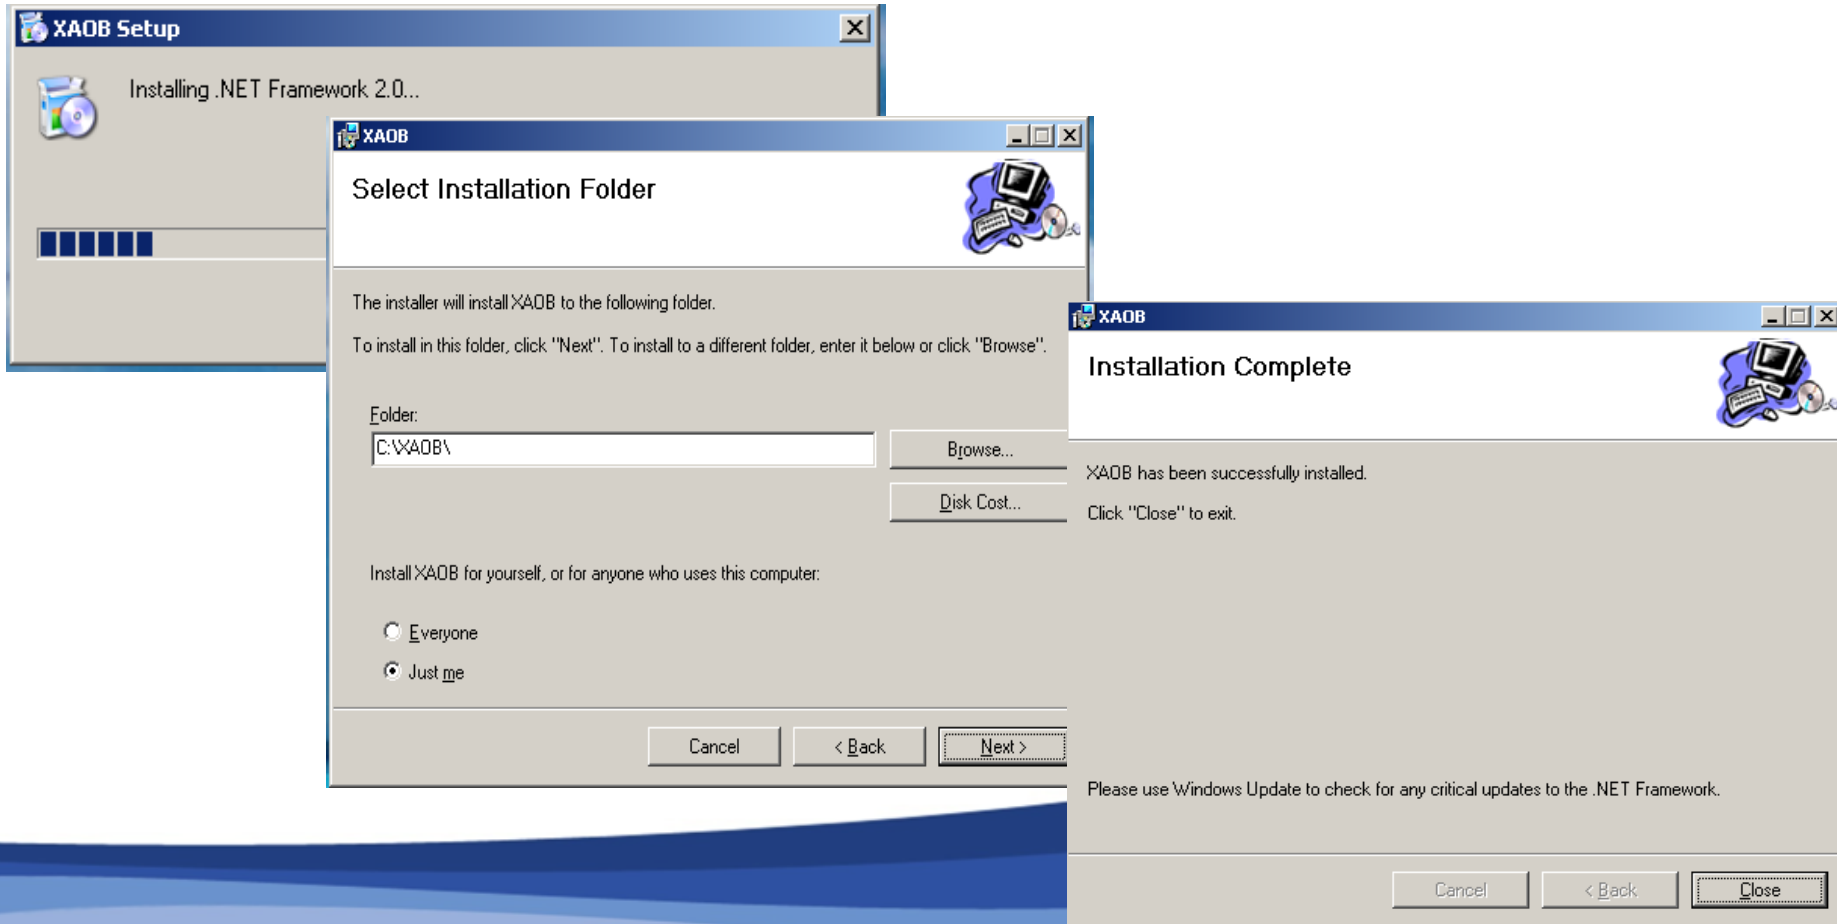 XAOB Setup
Installing .NET Framework 2.0...
XAOB
Select Installation Folder
The installer will install XAOB to the following folder.
To install in this folder, click "Next". To install to a different folder, enter it below or click "Browse".
Folder:
C:\XAOB\
Browse...
Disk Cost...
Install XAOB for yourself, or for anyone who uses this computer:
Everyone
Just me
Cancel
< Back
Next >
XAOB
Installation Complete
XAOB has been successfully installed.
Click "Close" to exit.
Please use Windows Update to check for any critical updates to the .NET Framework.
Cancel
< Back
Close